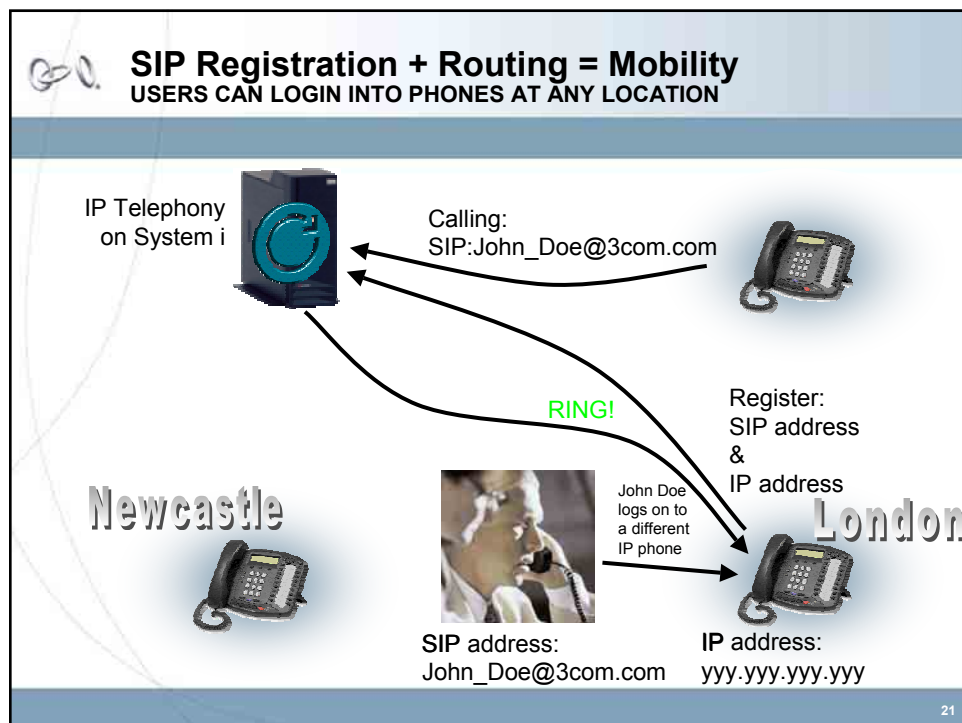 SIP Registration + Routing = Mobility
USERS CAN LOGIN INTO PHONES AT ANY LOCATION
IP Telephony
on System i
Calling:
SIP:John_Doe@3com.com
RING!
Register:
SIP address
&
IP address
Newcastle
John Doe
logs on to
a different
IP phone
London
SIP address:
John_Doe@3com.com
IP address:
yyy.yyy.yyy.yyy
21